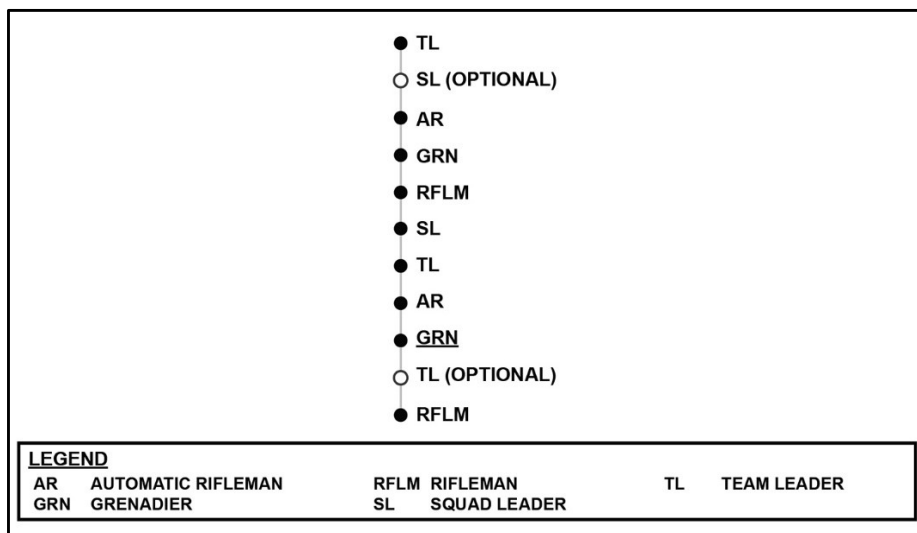 TL
SL (OPTIONAL)
AR
GRN
RFLM
SL
TL
AR
GRN
TL (OPTIONAL)
RFLM
LEGEND
AR AUTOMATIC RIFLEMAN RFLM RIFLEMAN TL TEAM LEADER
GRN GRENADIER SL SQUAD LEADER